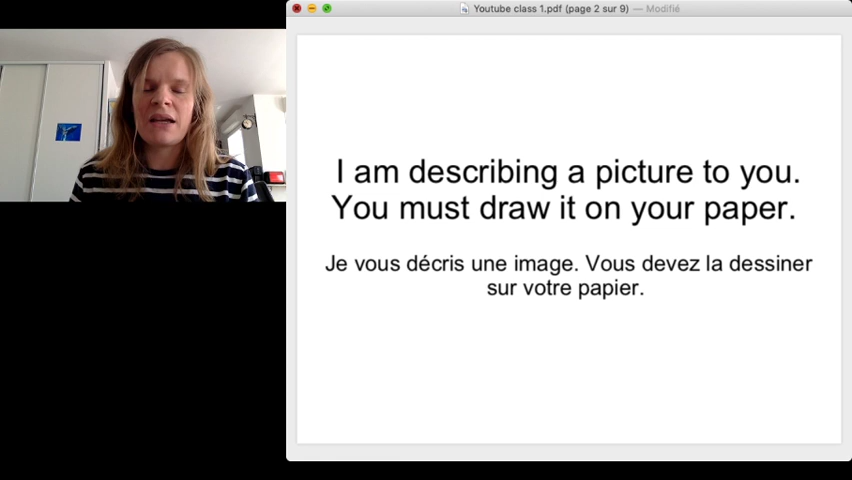 Youtube class 1.pdf (page 2 sur 9) — Modifié
I am describing a picture to you.
You must draw it on your paper.
Je vous décris une image. Vous devez la dessiner
sur votre papier.